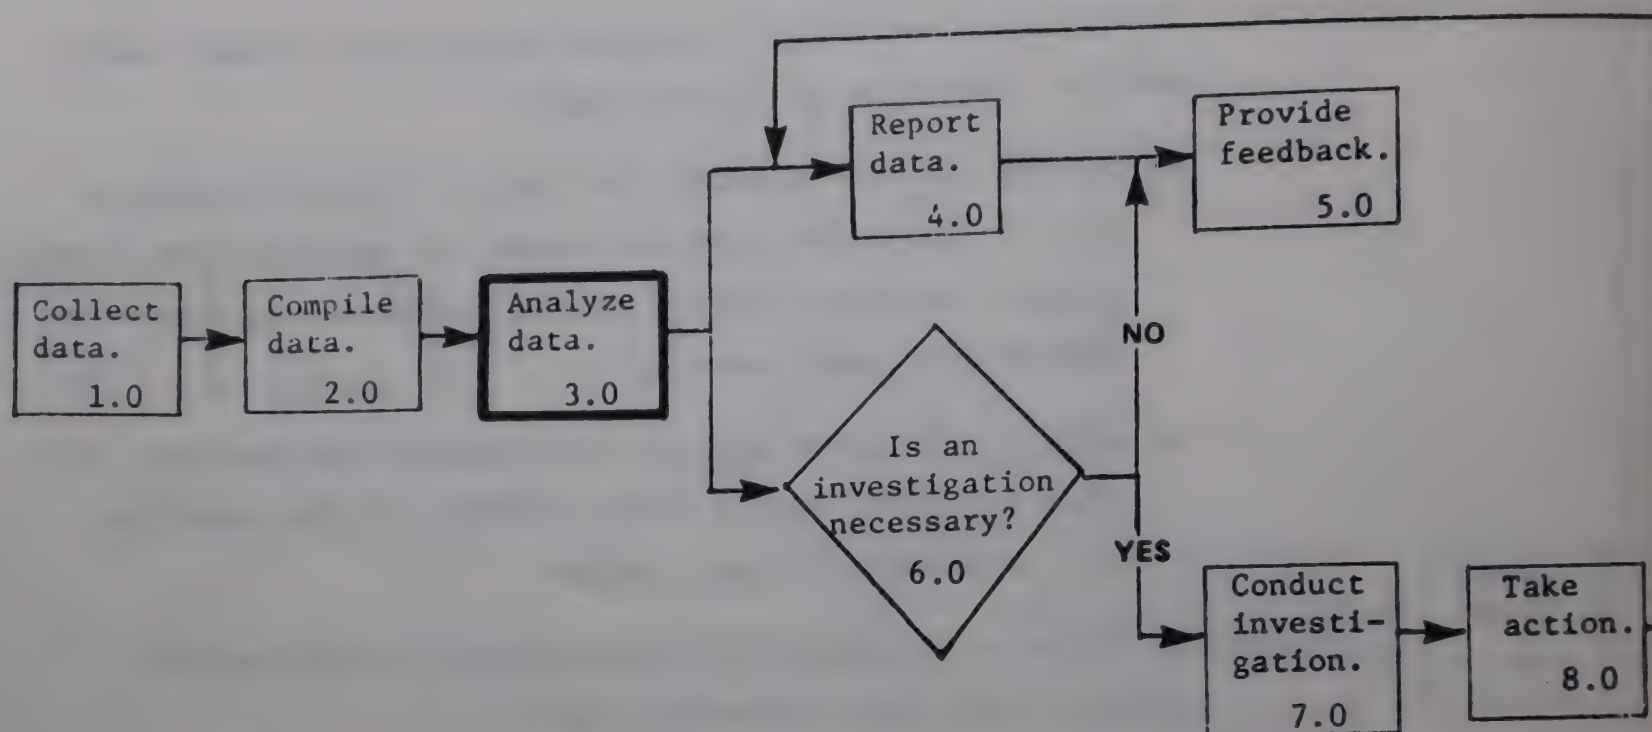 Collect
data.
1.0
Compile
data.
2.0
Analyze
data.
3.0
Report
data.
4.0
Provide
feedback.
5.0
Is an
investigation
necessary?
6.0
NO
YES
Conduct
investi-
gation.
7.0
Take
action.
8.0